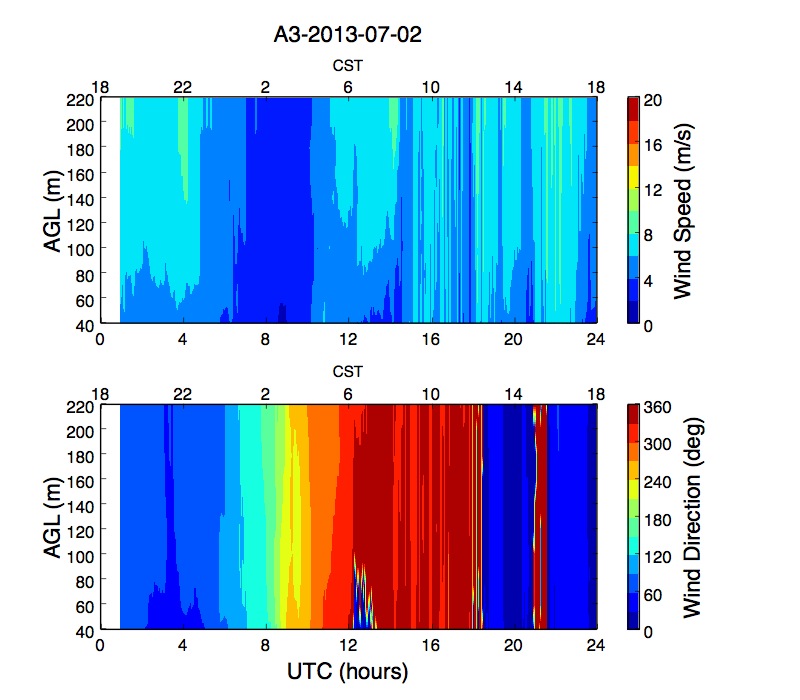 A3-2013-07-02
CST
18 22 2 6 10 14 18
220 200 180 160 140 120 100 80 60 40
AGL (m)
0 4 8 12 16 20 24
20 16 12 8 4 0
Wind Speed (m/s)
CST
18 22 2 6 10 14 18
220 200 180 160 140 120 100 80 60 40
AGL (m)
0 4 8 12 16 20 24
UTC (hours)
360 300 240 180 120 60 0
Wind Direction (deg)